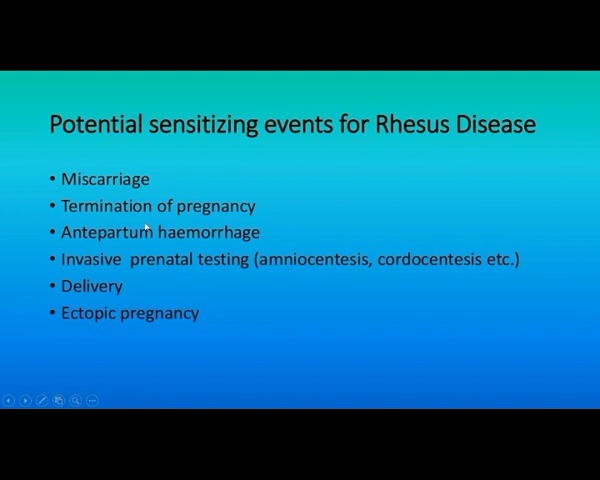 Potential sensitizing events for Rhesus Disease
• Miscarriage
• Termination of pregnancy
• Antepartum haemorrhage
• Invasive  prenatal testing (amniocentesis, cordocentesis etc.)
• Delivery
• Ectopic pregnancy